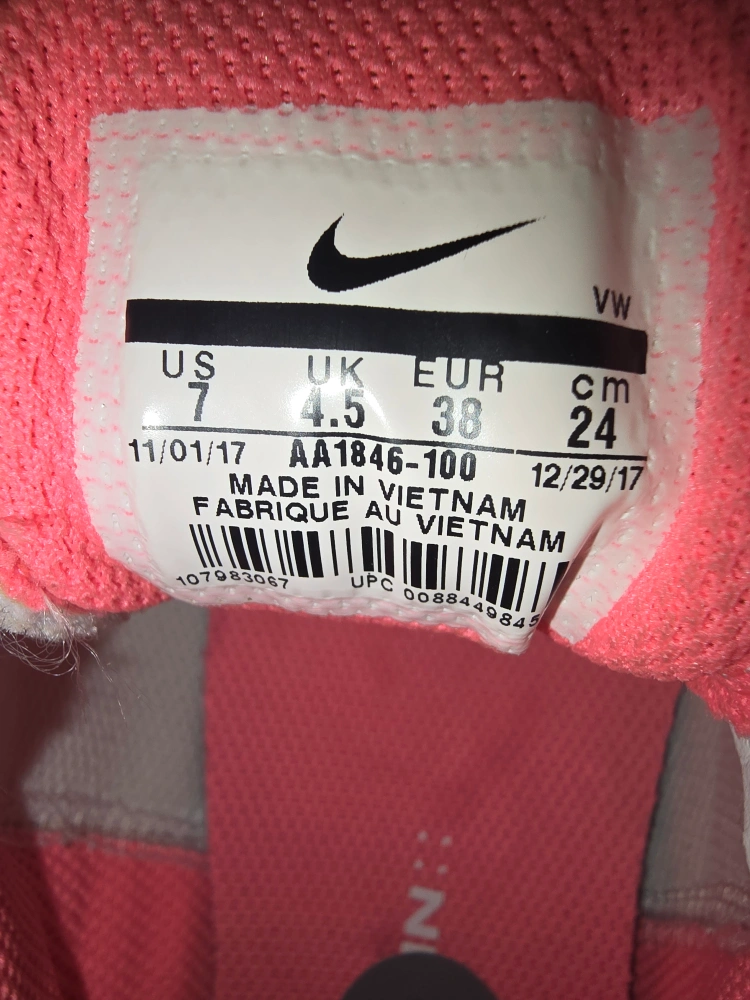 VW
US UK EUR cm
7 4.5 38 24
11/01/17 AA1846-100 12/29/17
MADE IN VIETNAM
FABRIQUE AU VIETNAM
107983067 UPC 0088449845